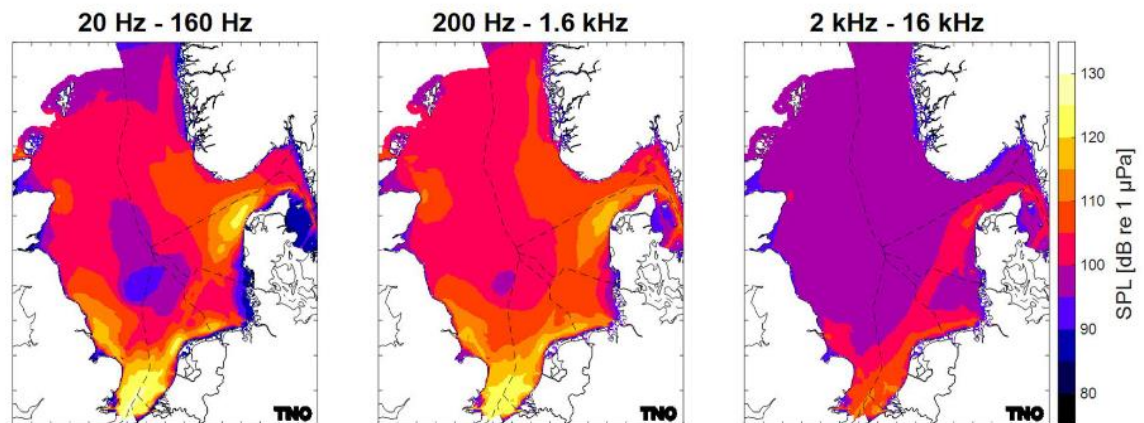 20 Hz - 160 Hz
200 Hz - 1.6 kHz
2 kHz - 16 kHz
130
120
110
100
90
80
SPL [dB re 1 µPa]
TNO
TNO
TNO